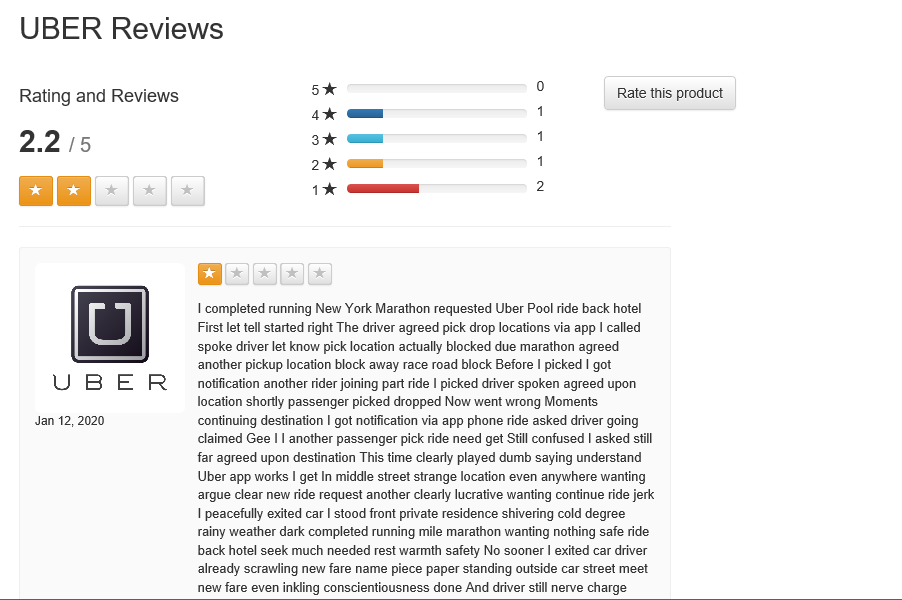 UBER Reviews
Rating and Reviews
2.2 / 5
5 ★ 0
4 ★ 1
3 ★ 1
2 ★ 1
1 ★ 2
Rate this product
U B E R
Jan 12, 2020
I completed running New York Marathon requested Uber Pool ride back hotel
First let tell started right The driver agreed pick drop locations via app I called
spoke driver let know pick location actually blocked due marathon agreed
another pickup location block away race road block Before I picked I got
notification another rider joining part ride I picked driver spoken agreed upon
location shortly passenger picked dropped Now went wrong Moments
continuing destination I got notification via app phone ride asked driver going
claimed Gee I I another passenger pick ride need get Still confused I asked still
far agreed upon destination This time clearly played dumb saying understand
Uber app works I get In middle street strange location even anywhere wanting
argue clear new ride request another clearly lucrative wanting continue ride jerk
I peacefully exited car I stood front private residence shivering cold degree
rainy weather dark completed running mile marathon wanting nothing safe ride
back hotel seek much needed rest warmth safety No sooner I exited car driver
already scrawling new fare name piece paper standing outside car street meet
new fare even inkling conscientiousness done And driver still nerve charge